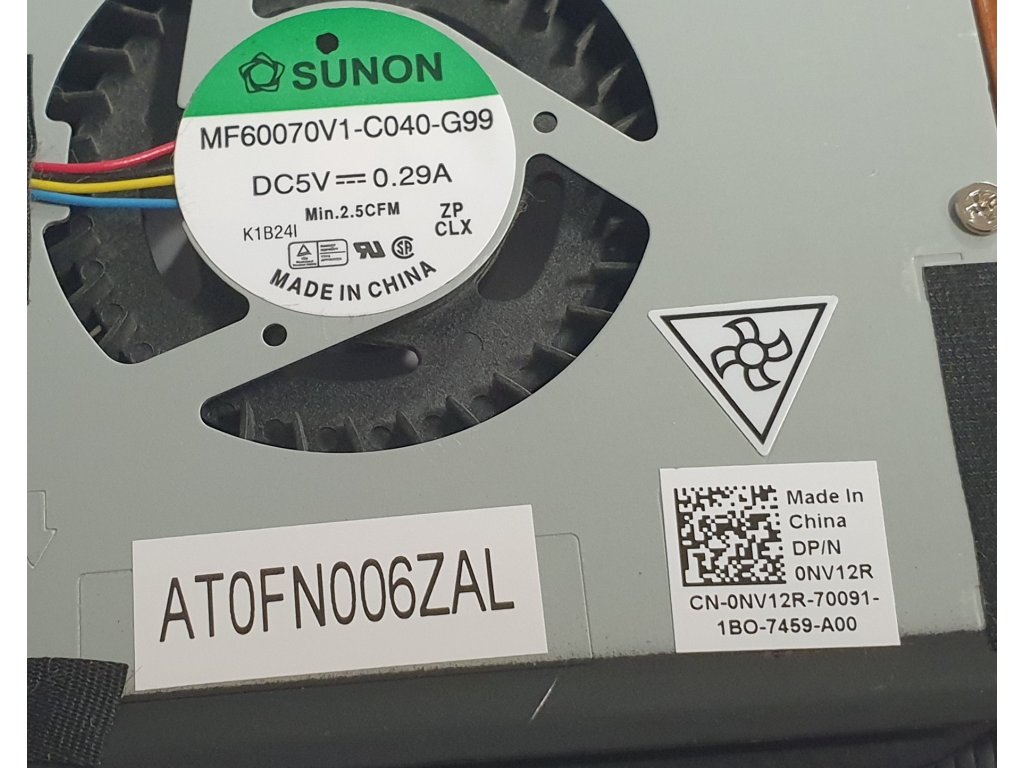 SUNON
MF60070V1-C040-G99
DC5V 0.29A
Min.2.5CFM
ZP
CLX
K1B24I
MADE IN CHINA
Made In
China
DP/N
0NV12R
CN-0NV12R-70091-
1BO-7459-A00
AT0FN006ZAL